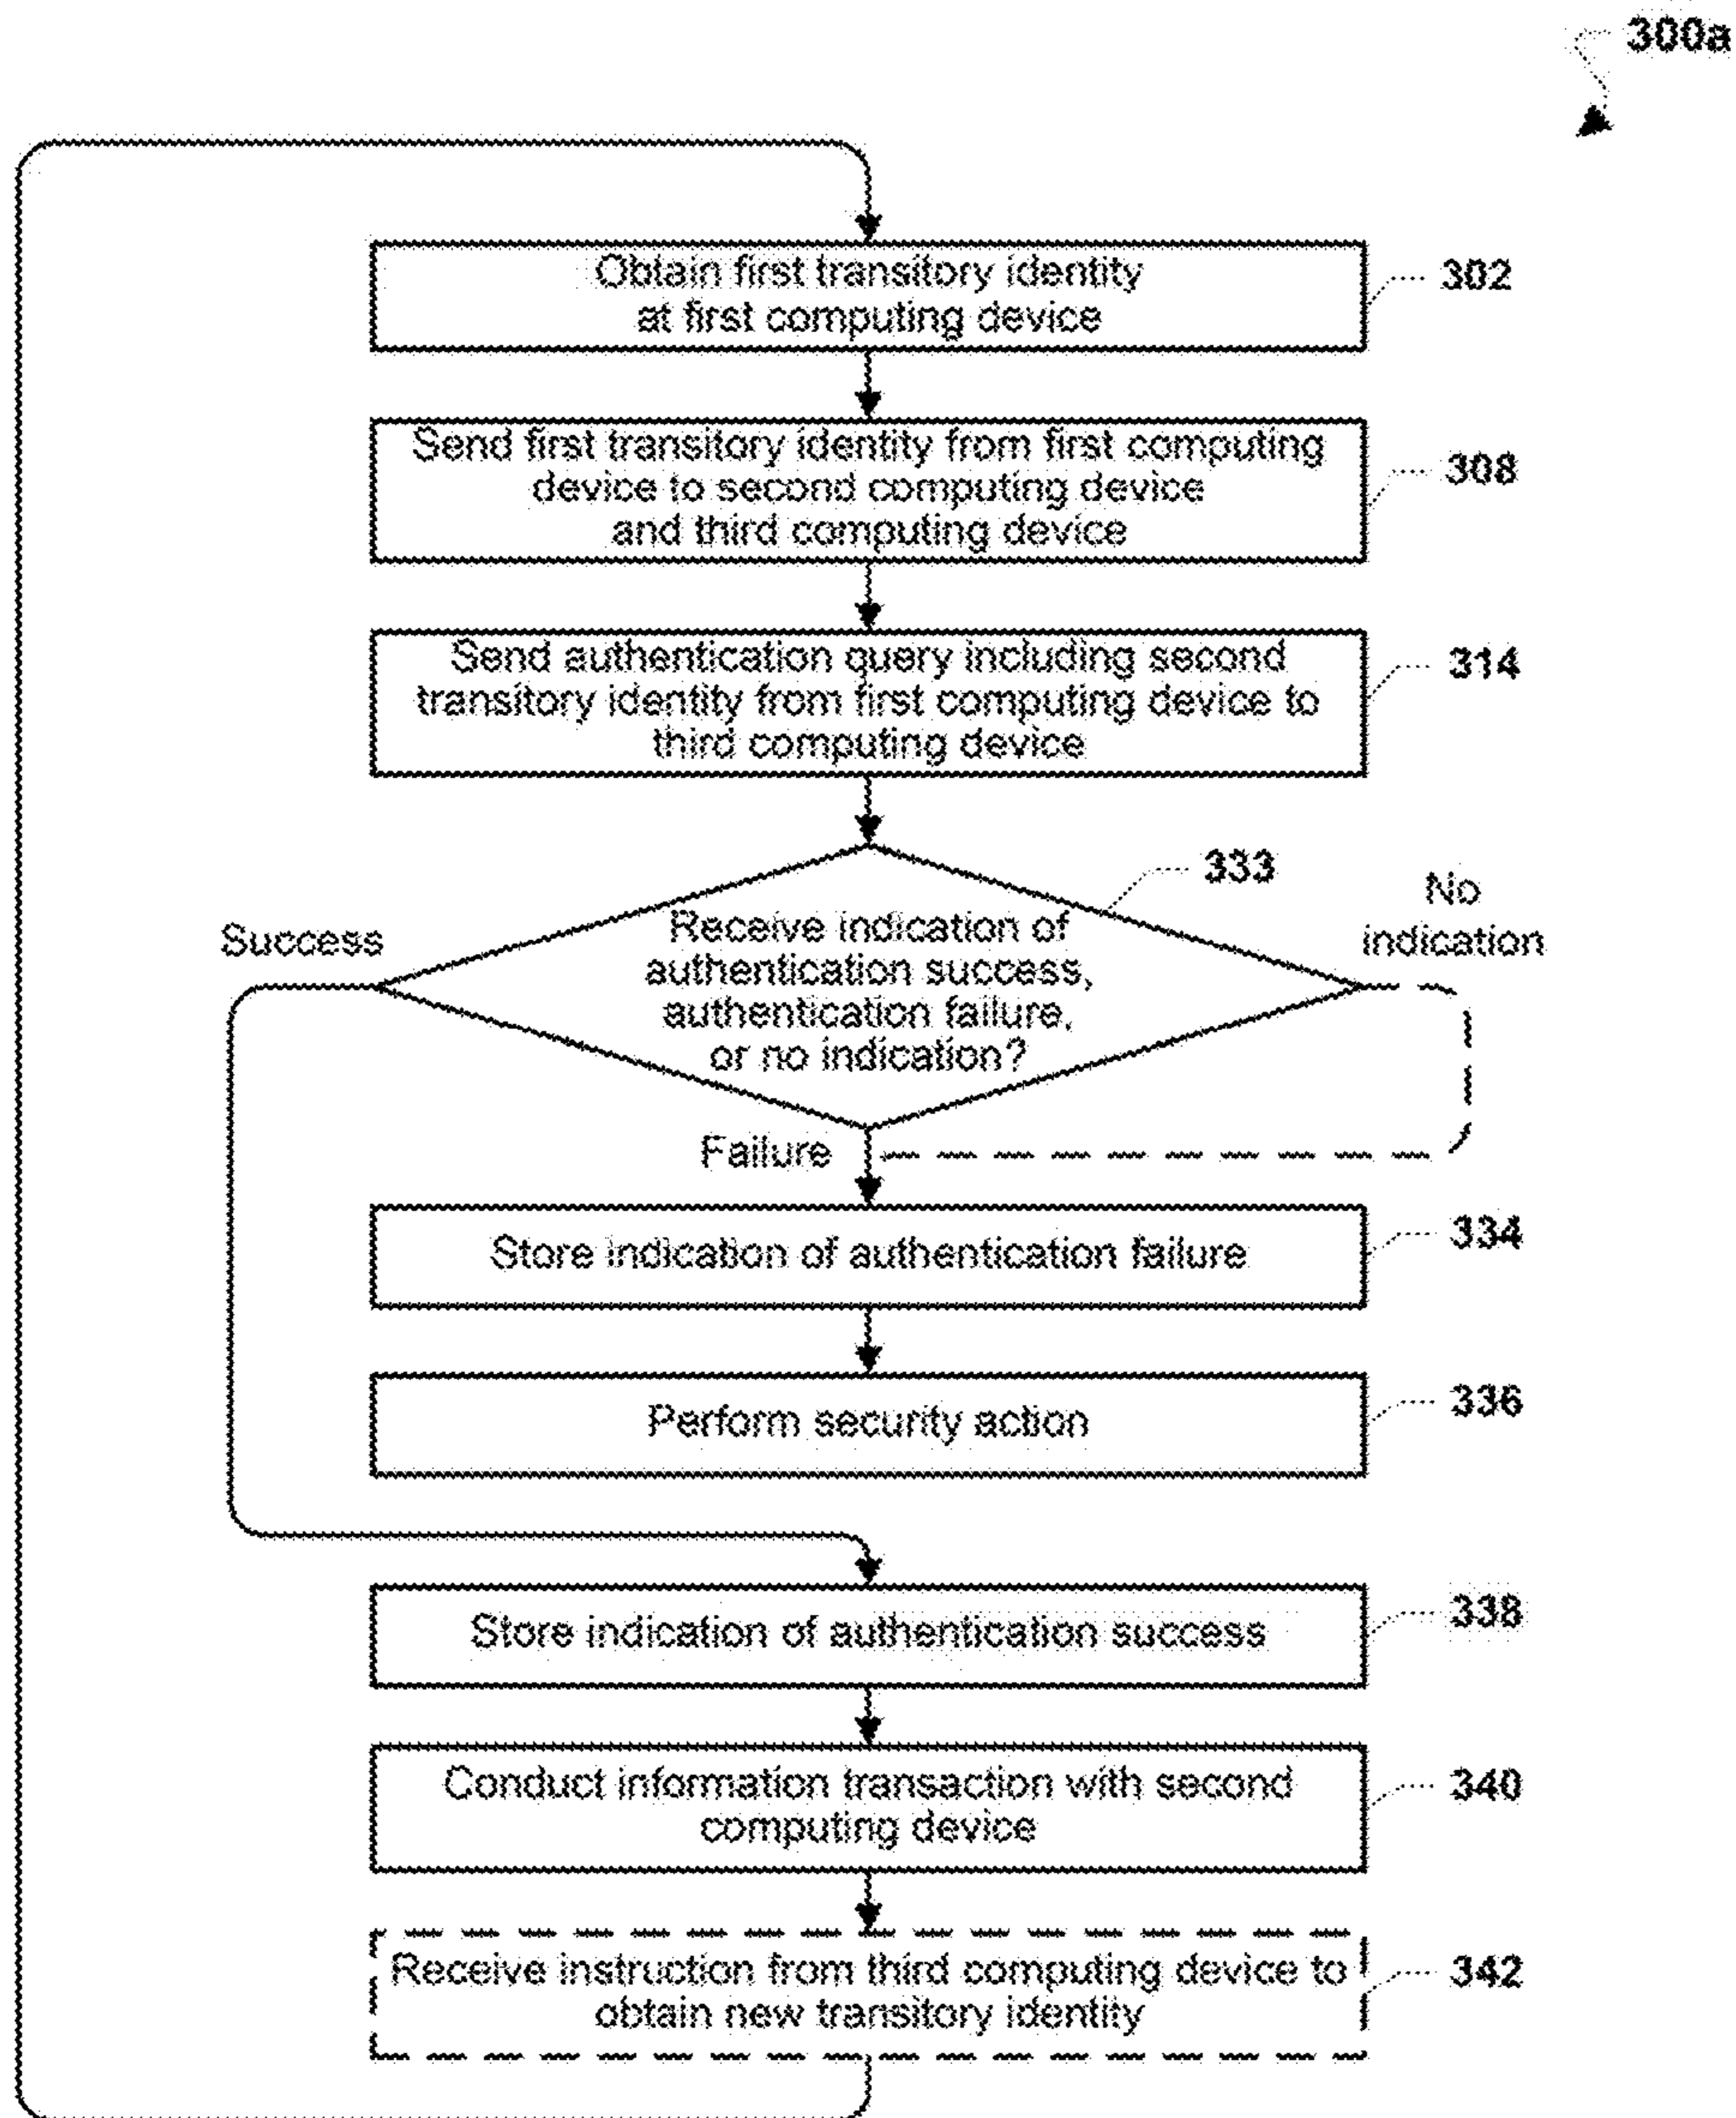 300a
Obtain first transitory identity
at first computing device
302
Send first transitory identity from first computing
device to second computing device
and third computing device
308
Send authentication query including second
transitory identity from first computing device to
third computing device
314
333
No
indication
Success
Receive indication of
authentication success,
authentication failure,
or no indication?
Failure
Store indication of authentication failure
334
Perform security action
336
Store indication of authentication success
338
Conduct information transaction with second
computing device
340
Receive instruction from third computing device to
obtain new transitory identity
342